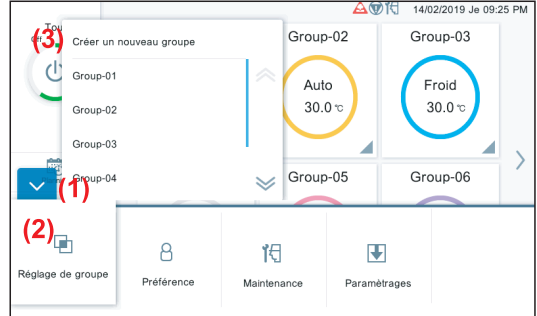 14/02/2019 Je 09:25 PM
Tou
Off
(3)
Créer un nouveau groupe
Group-01
Group-02
Group-03
Group-04
Group-02
Auto
30.0 ℃
Group-03
Froid
30.0 ℃
(1)
Group-05
Group-06
(2)
Réglage de groupe
Préférence
Maintenance
Paramètrages